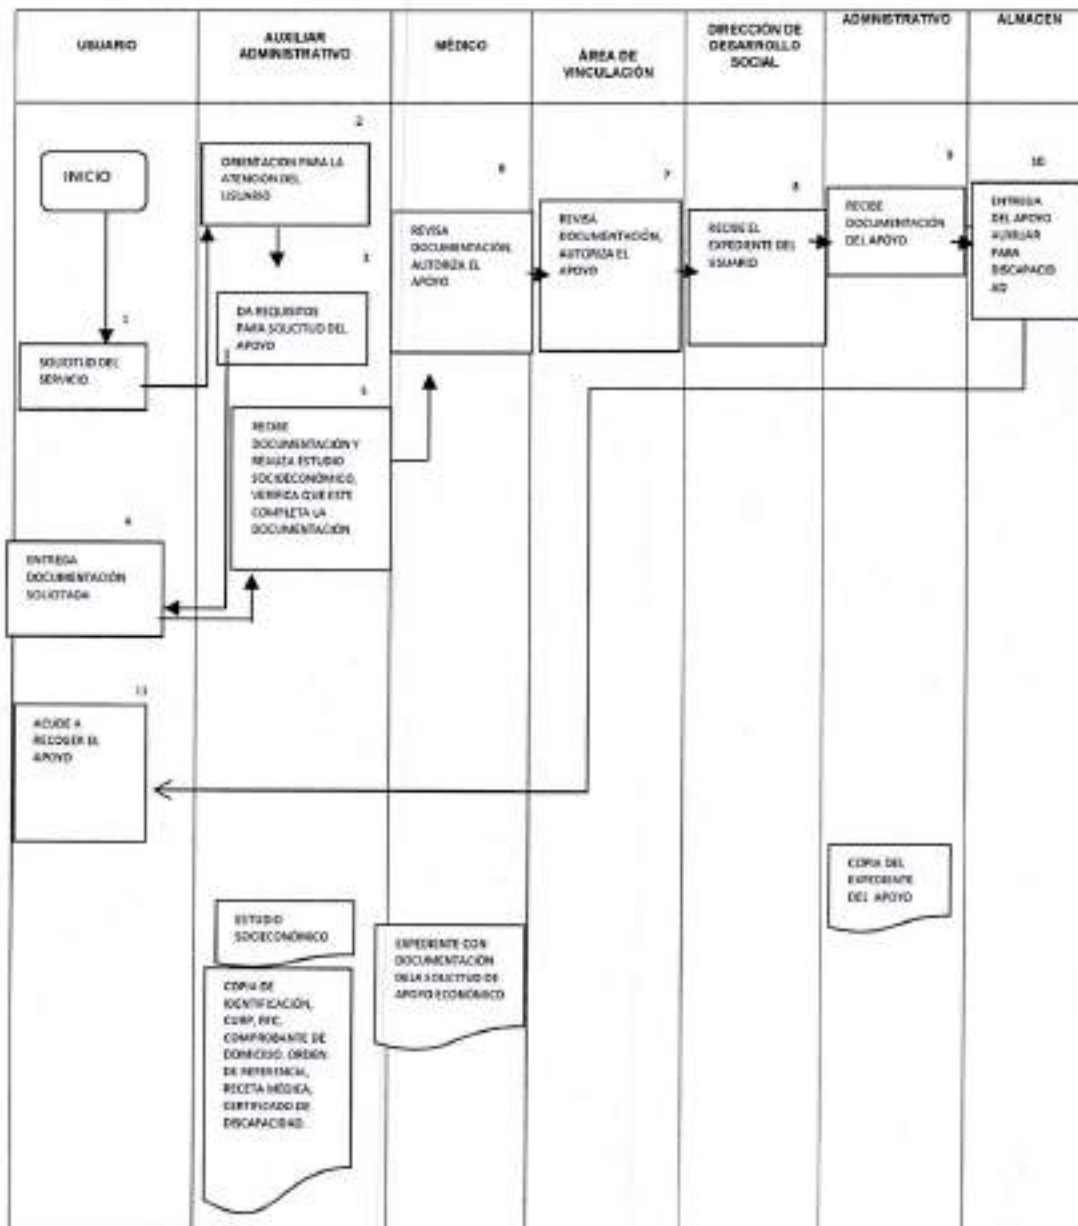 USUARIO
AUXILIAR
ADMINISTRATIVO
MÉDICO
ÁREA DE
VINCULACIÓN
DIRECCIÓN DE
DESARROLLO
SOCIAL
ADMINISTRATIVO
ALMACEN
INICIO
1
SOLICITUD DEL
SERVICIO.
2
ORIENTACION PARA LA
ATENCIÓN DEL
USUARIO
3
DA REQUISITOS
PARA SOLICITUD DEL
APOYO
4
ENTREGA
DOCUMENTACIÓN
SOLICITADA
5
RECIBE
DOCUMENTACIÓN Y
REALIZA ESTUDIO
SOCIOECONÓMICO,
VERIFICA QUE ESTE
COMPLETA LA
DOCUMENTACIÓN
6
REVISA
DOCUMENTACIÓN,
AUTORIZA EL
APOYO
7
REVISA
DOCUMENTACIÓN,
AUTORIZA EL
APOYO
8
RECIBE EL
EXPEDIENTE DEL
USUARIO
9
RECIBE
DOCUMENTACIÓN
DEL APOYO
10
ENTREGA
DEL APOYO
AUXILIAR
PARA
DISCAPACID
AD
11
ACUDE A
RECOGER EL
APOYO
COPIA DEL
EXPEDIENTE
DEL APOYO
ESTUDIO
SOCIECONÓMICO
EXPEDIENTE CON
DOCUMENTACIÓN
DELA SOLICITUD DE
APOYO ECONÓMICO
COPIA DE
IDENTIFICACIÓN,
CURP, RFC,
COMPROBANTE DE
DOMICILIO. ORDEN
DE REFERENCIA,
RECETA MÉDICA,
CERTIFICADO DE
DISCAPACIDAD.